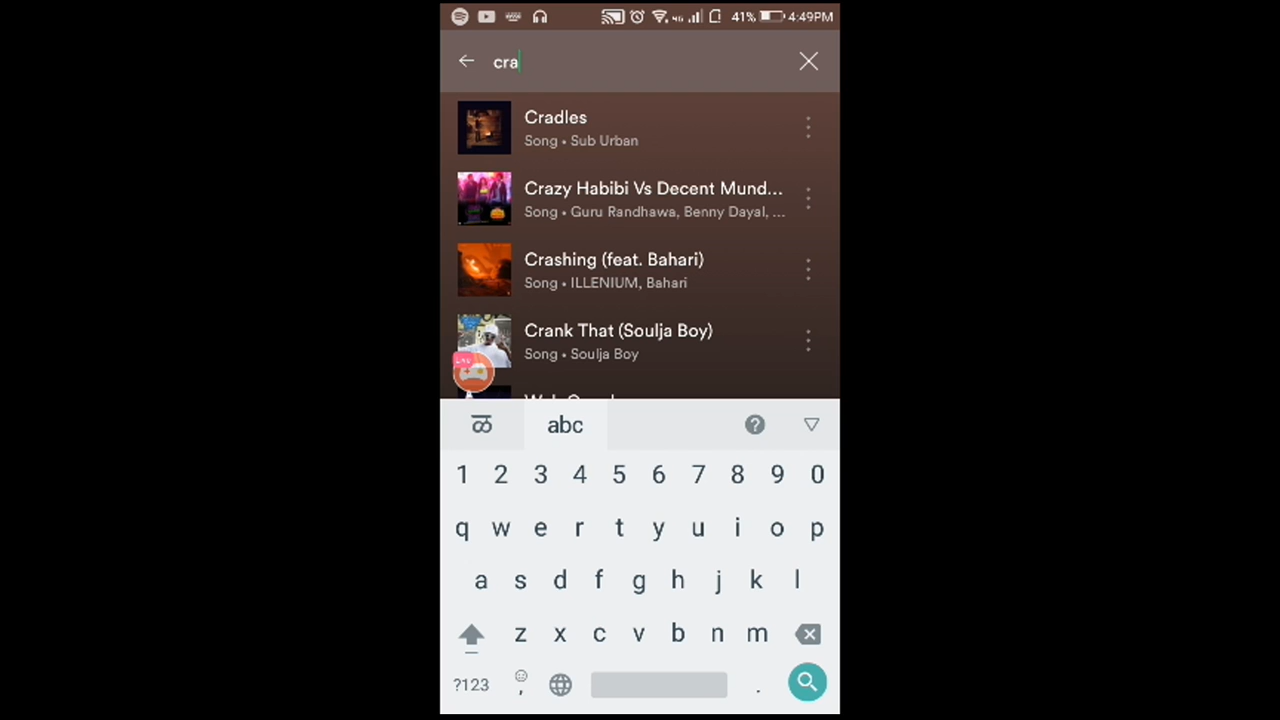 4G 41% 4:49PM
cra
Cradles
Song • Sub Urban
Crazy Habibi Vs Decent Mund...
Song • Guru Randhawa, Benny Dayal, ...
Crashing (feat. Bahari)
Song • ILLENIUM, Bahari
Crank That (Soulja Boy)
Song • Soulja Boy
LIVE
abc ?
1 2 3 4 5 6 7 8 9 0
q w e r t y u i o p
a s d f g h j k l
z x c v b n m
?123 , .